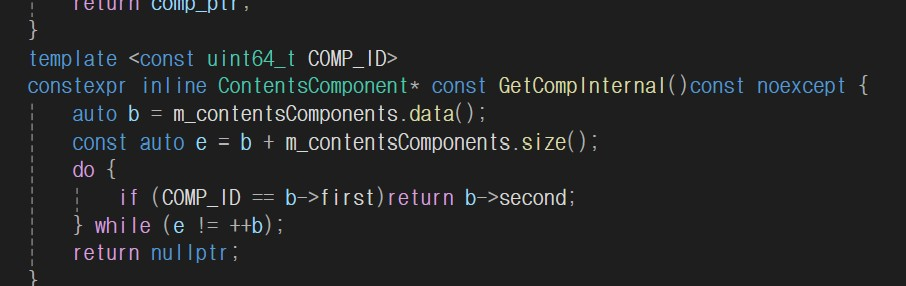 return comp_ptr;
}
template <const uint64_t COMP_ID>
constexpr inline ContentsComponent* const GetCompInternal()const noexcept {
auto b = m_contentsComponents.data();
const auto e = b + m_contentsComponents.size();
do {
if (COMP_ID == b->first)return b->second;
} while (e != ++b);
return nullptr;
}